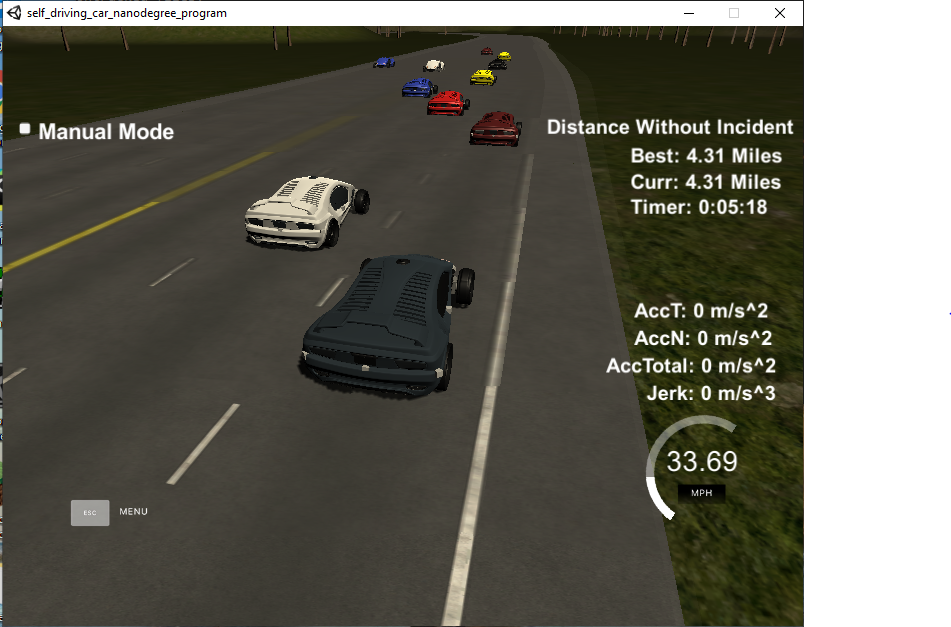 self_driving_car_nanodegree_program
Manual Mode
Distance Without Incident
Best: 4.31 Miles
Curr: 4.31 Miles
Timer: 0:05:18
AccT: 0 m/s^2
AccN: 0 m/s^2
AccTotal: 0 m/s^2
Jerk: 0 m/s^3
33.69
MPH
ESC
MENU